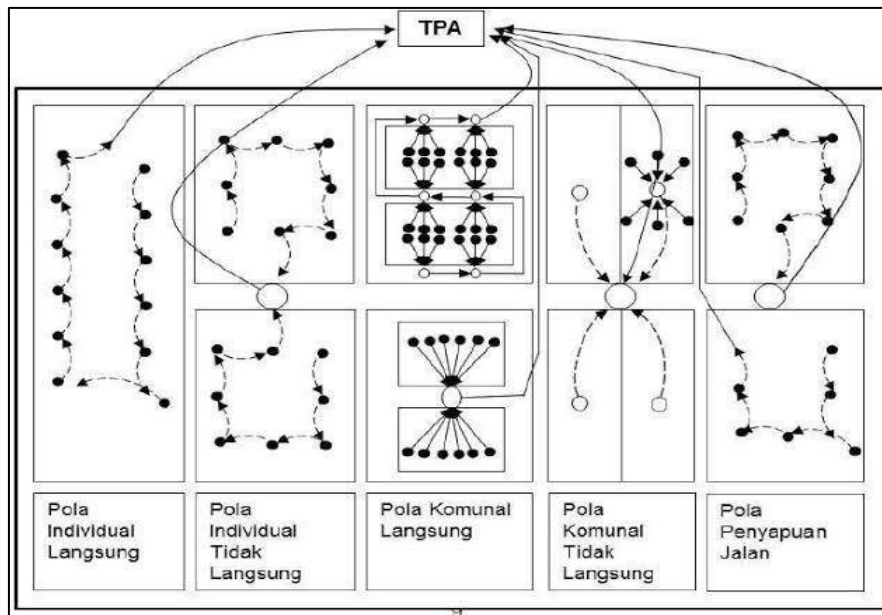 TPA
Pola
Individual
Langsung
Pola
Individual
Tidak
Langsung
Pola Komunal
Langsung
Pola
Komunal
Tidak
Langsung
Pola
Penyapuan
Jalan